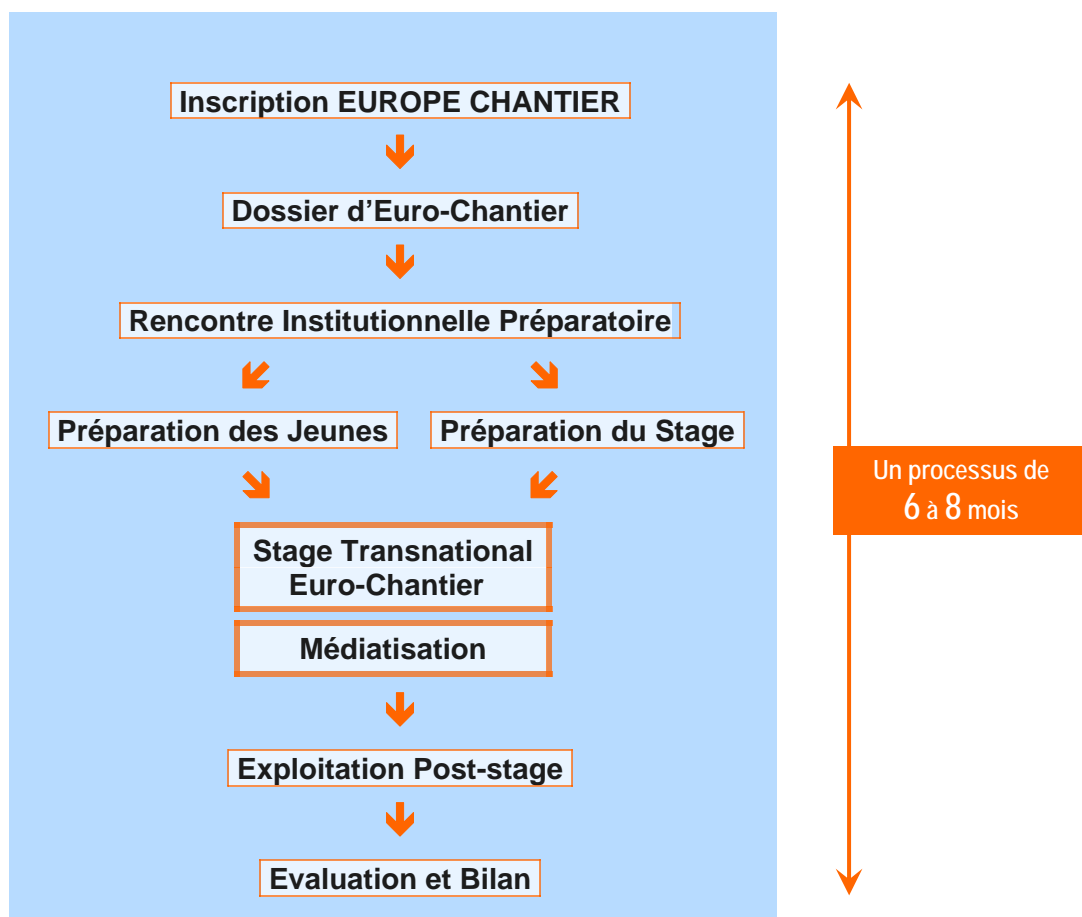 Inscription EUROPE CHANTIER
Dossier d’Euro-Chantier
Rencontre Institutionnelle Préparatoire
Préparation des Jeunes
Préparation du Stage
Un processus de
6 à 8 mois
Stage Transnational
Euro-Chantier
Médiatisation
Exploitation Post-stage
Evaluation et Bilan